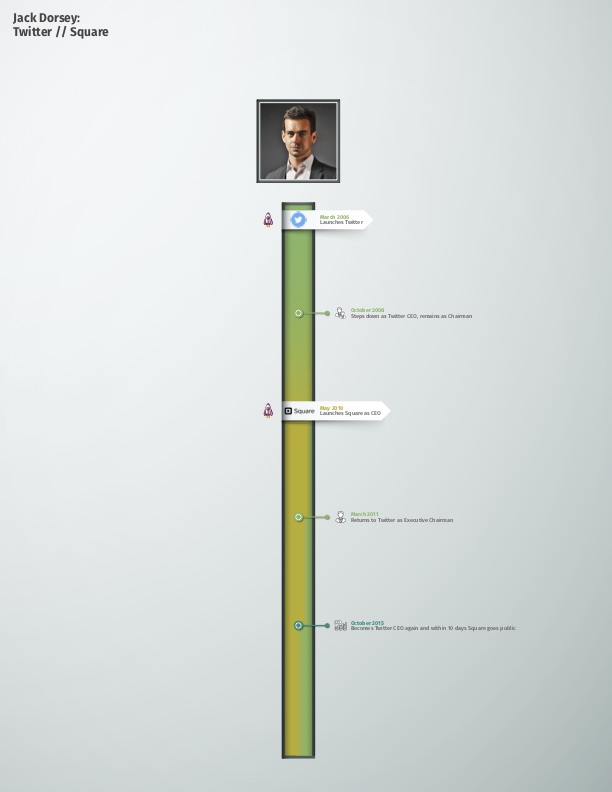 Jack Dorsey:
Twitter // Square
March 2006
Launches Twitter
October 2008
Steps down as Twitter CEO, remains as Chairman
Square
May 2010
Launches Square as CEO
March 2011
Returns to Twitter as Executive Chairman
October 2015
Becomes Twitter CEO again and within 10 days Square goes public